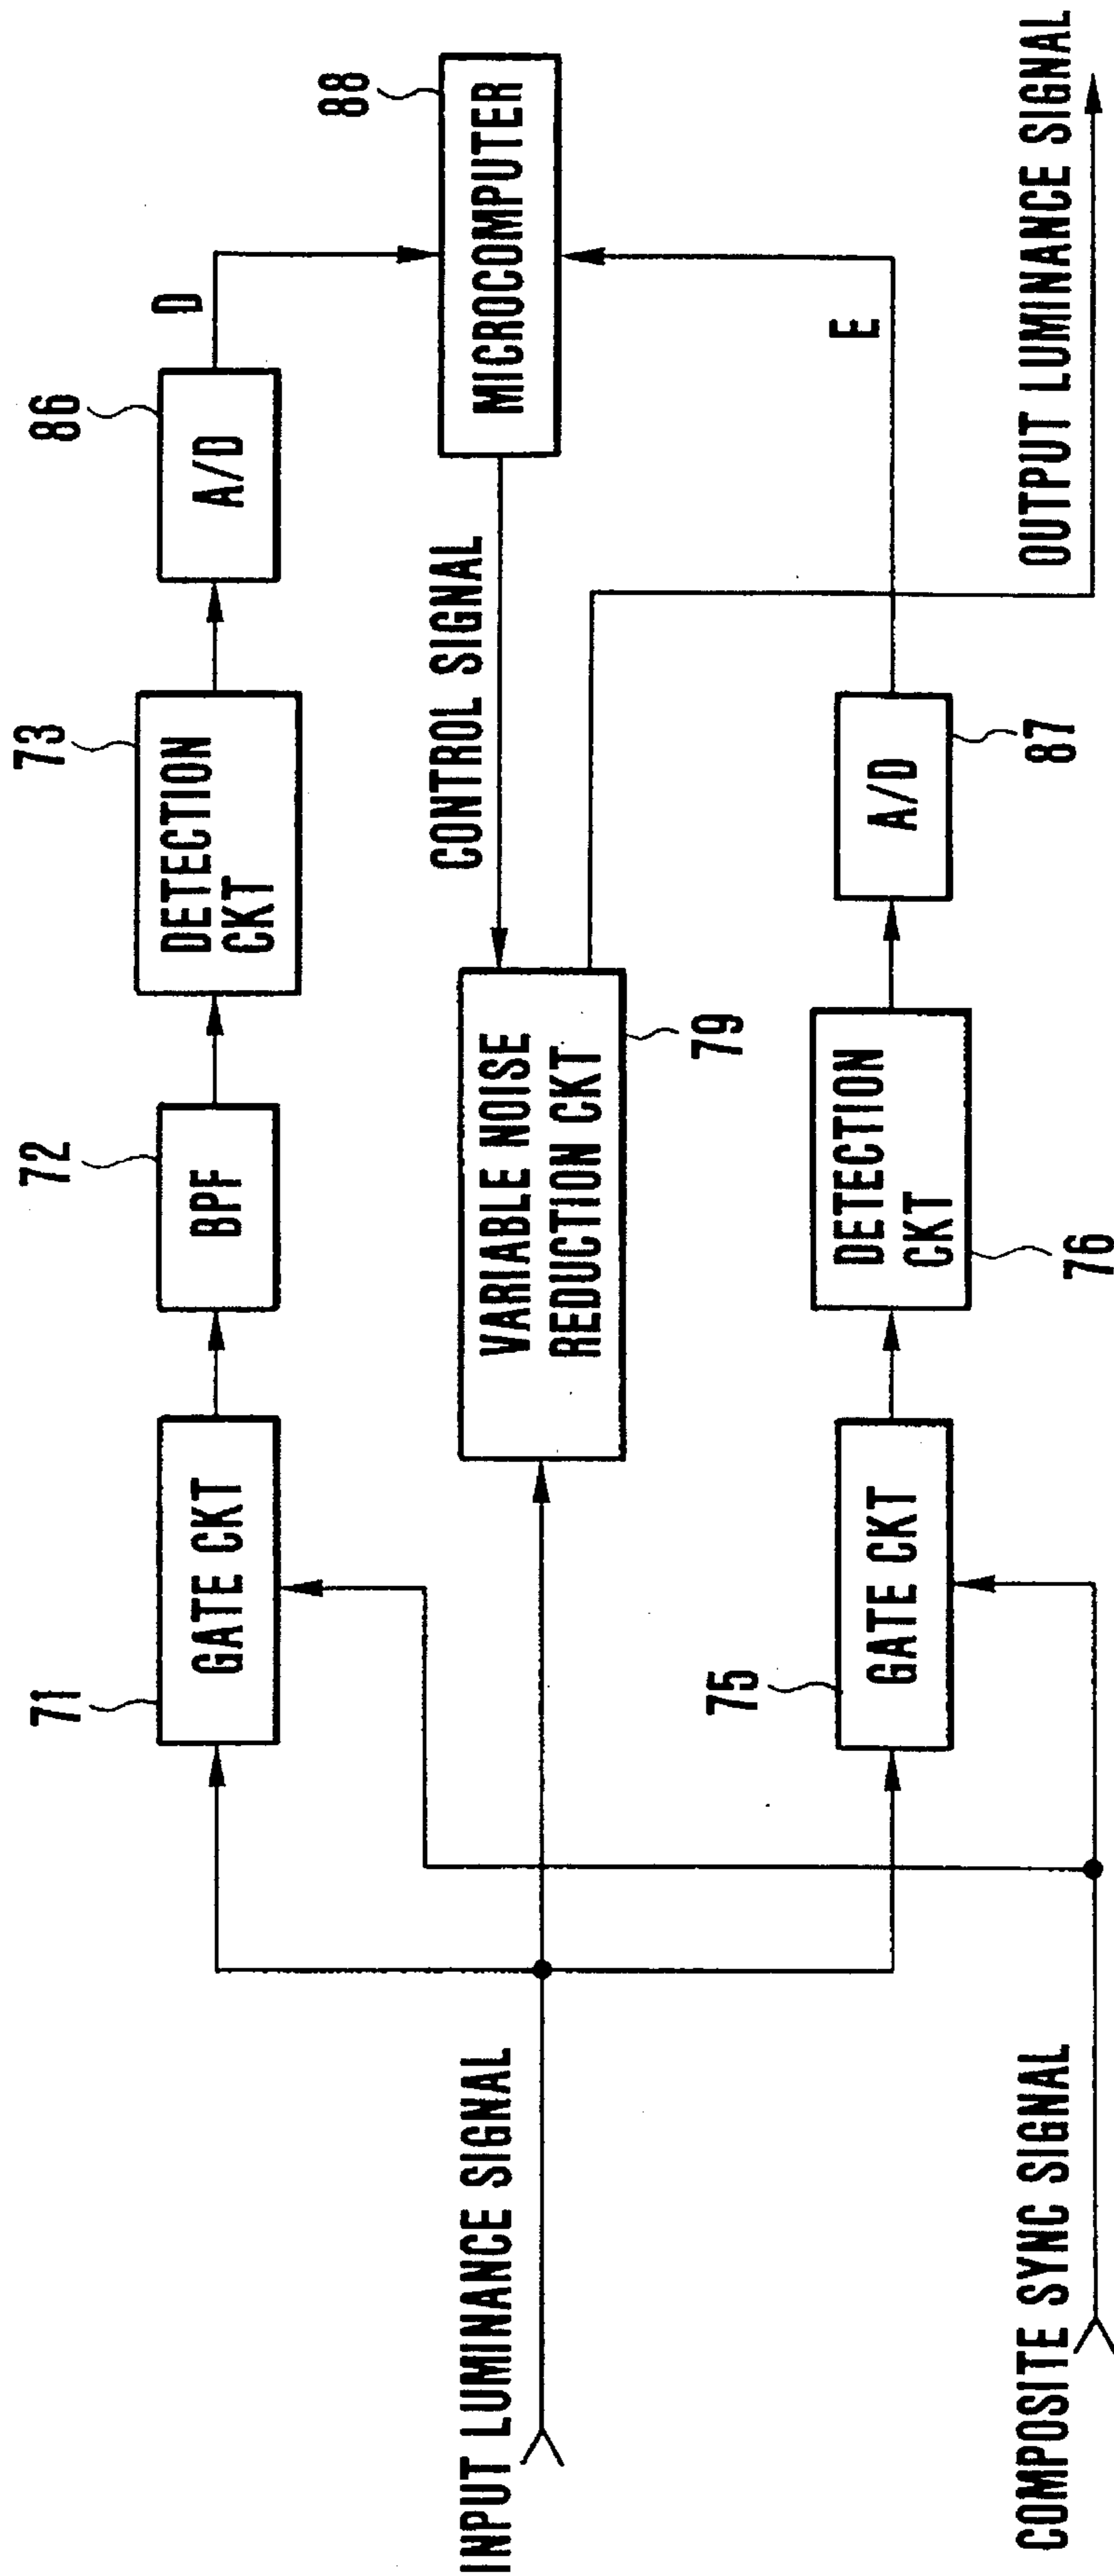 71
GATE CKT
72
BPF
73
DETECTION
CKT
86
A/D
D
88
MICROCOMPUTER
CONTROL SIGNAL
INPUT LUMINANCE SIGNAL
VARIABLE NOISE
REDUCTION CKT
79
75
GATE CKT
DETECTION
CKT
76
A/D
87
E
COMPOSITE SYNC SIGNAL
OUTPUT LUMINANCE SIGNAL